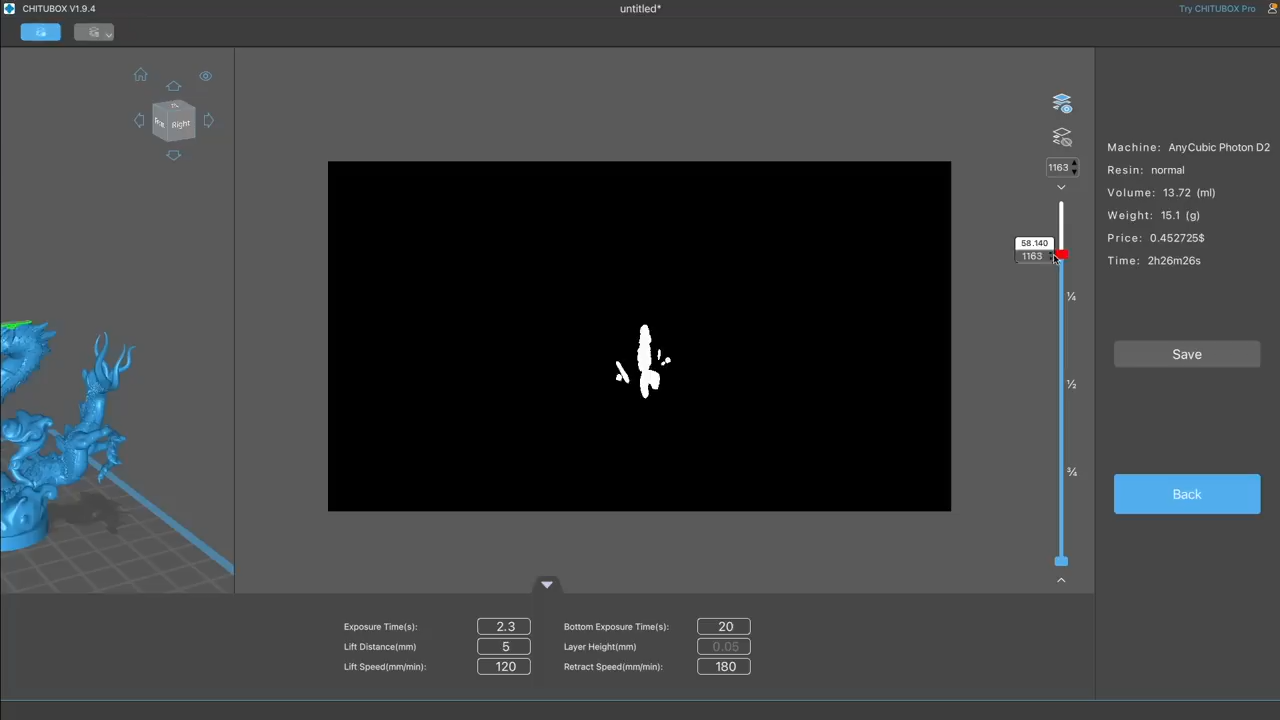 CHITUBOX V1.9.4
untitled*
Try CHITUBOX Pro
Right
1163
Machine: AnyCubic Photon D2
Resin: normal
Volume: 13.72 (ml)
Weight: 15.1 (g)
Price: 0.452725$
Time: 2h26m26s
58.140
1163
¼
½
¾
Save
Back
Exposure Time(s): 2.3
Bottom Exposure Time(s): 20
Lift Distance(mm) 5
Layer Height(mm) 0.05
Lift Speed(mm/min): 120
Retract Speed(mm/min): 180